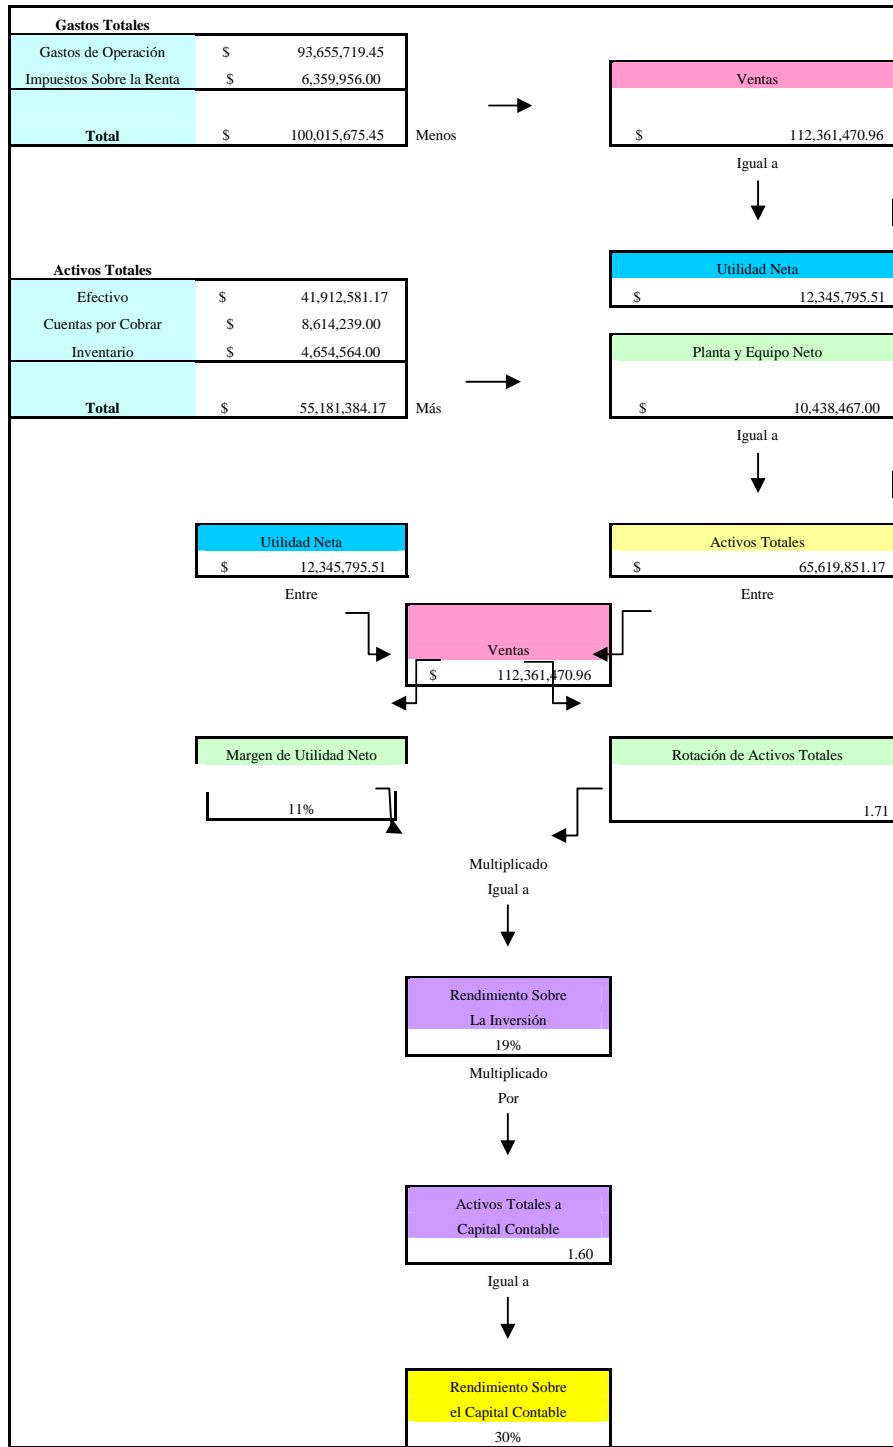 Gastos Totales
Gastos de Operación $ 93,655,719.45
Impuestos Sobre la Renta $ 6,359,956.00
Ventas
Total $ 100,015,675.45 Menos $ 112,361,470.96
Igual a
Activos Totales
Utilidad Neta
Efectivo $ 41,912,581.17
$ 12,345,795.51
Cuentas por Cobrar $ 8,614,239.00
Inventario $ 4,654,564.00
Planta y Equipo Neto
Total $ 55,181,384.17 Más $ 10,438,467.00
Igual a
Utilidad Neta Activos Totales
$ 12,345,795.51 $ 65,619,851.17
Entre Entre
Ventas
$ 112,361,470.96
Margen de Utilidad Neto Rotación de Activos Totales
11% 1.71
Multiplicado
Igual a
Rendimiento Sobre
La Inversión
19%
Multiplicado
Por
Activos Totales a
Capital Contable
1.60
Igual a
Rendimiento Sobre
el Capital Contable
30%